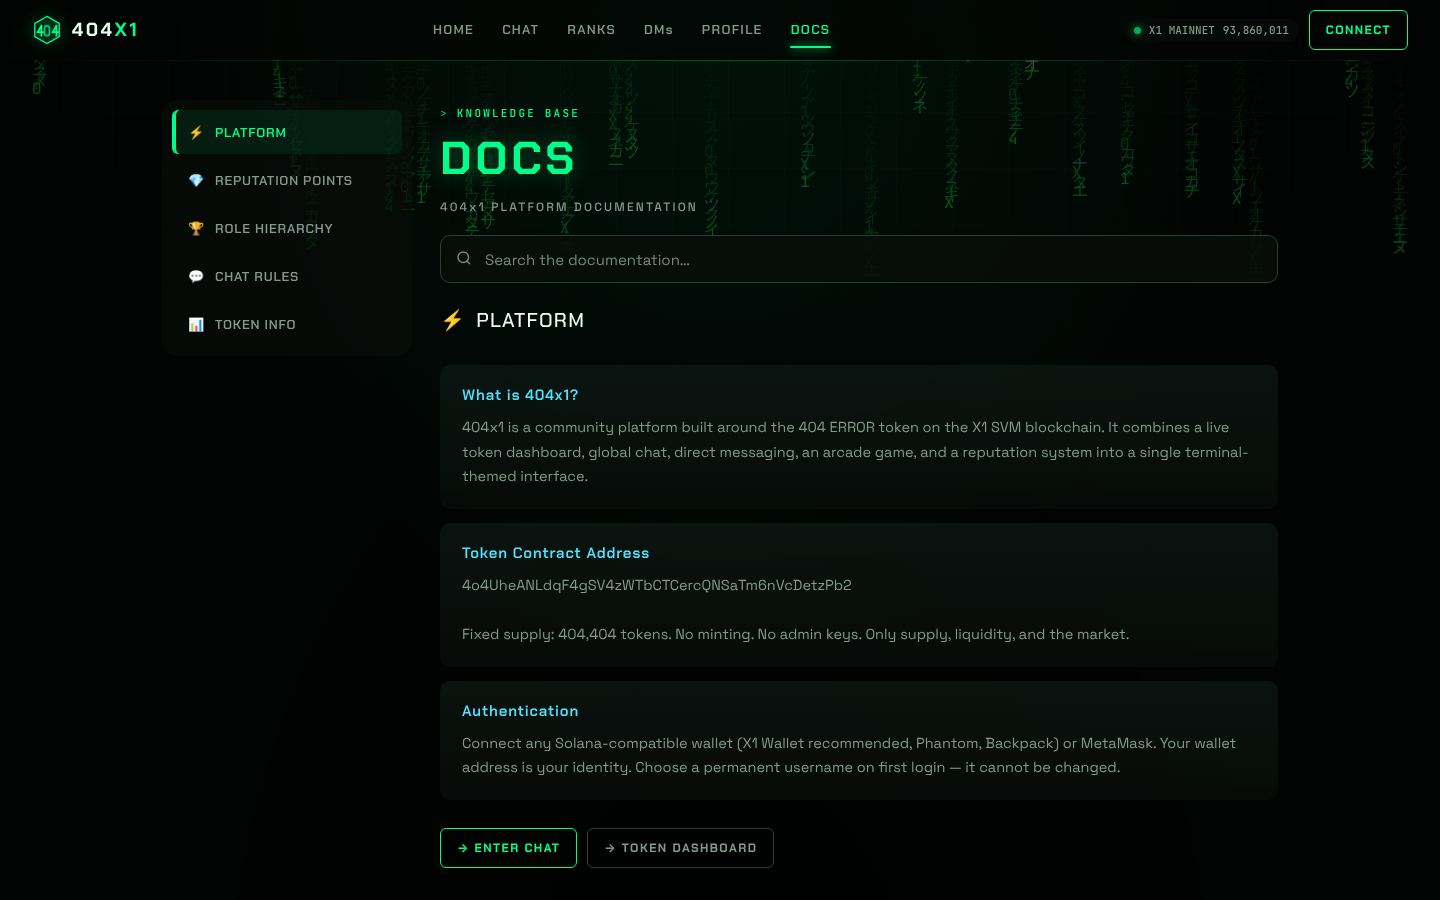 404 404X1
HOME CHAT RANKS DMs PROFILE DOCS
X1 MAINNET 93,860,011
CONNECT
⚡ PLATFORM
💎 REPUTATION POINTS
🏆 ROLE HIERARCHY
💬 CHAT RULES
📊 TOKEN INFO
> KNOWLEDGE BASE
DOCS
404x1 PLATFORM DOCUMENTATION
Search the documentation...
⚡ PLATFORM
What is 404x1?
404x1 is a community platform built around the 404 ERROR token on the X1 SVM blockchain. It combines a live
token dashboard, global chat, direct messaging, an arcade game, and a reputation system into a single terminal-
themed interface.
Token Contract Address
4o4UheANLdqF4gSV4zWTbCTCercQNSaTm6nVcDetzPb2
Fixed supply: 404,404 tokens. No minting. No admin keys. Only supply, liquidity, and the market.
Authentication
Connect any Solana-compatible wallet (X1 Wallet recommended, Phantom, Backpack) or MetaMask. Your wallet
address is your identity. Choose a permanent username on first login — it cannot be changed.
→ ENTER CHAT
→ TOKEN DASHBOARD